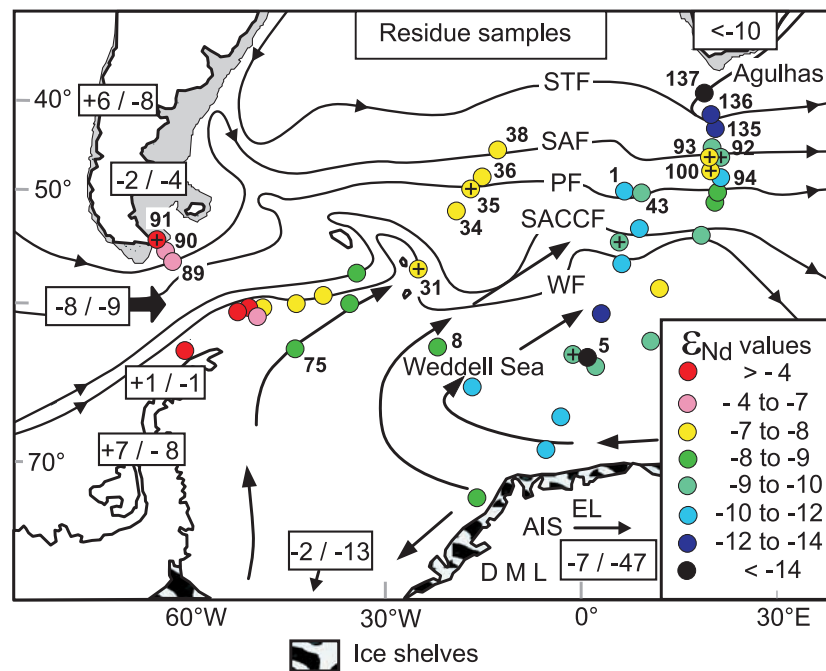 Residue samples
< -10
137
Agulhas
STF
136
40°
+6 / -8
135
38
SAF
93
92
36
100
-2 / -4
1
94
50°
PF
35
43
91
34
SACCF
90
89
31
WF
-8 / -9
8
5
75
Weddell Sea
+1 / -1
εNd values
> -4
- 4 to -7
-7 to -8
-8 to -9
-9 to -10
-10 to -12
-12 to -14
< -14
70°
+7 / - 8
EL
AIS
-2 / -13
D M L
-7 / -47
60°W
30°W
0°
30°E
Ice shelves